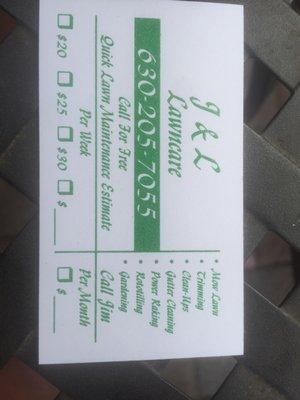 J & L
Lawncare
630-205-7055
Call For Free
Quick Lawn Maintenance Estimate
Per Week
$20 $25 $30 $
• Mow Lawn
• Trimming
• Clean-Ups
• Gutter Cleaning
• Power Raking
• Rototilling
• Gardening
Call Jim
Per Month
$